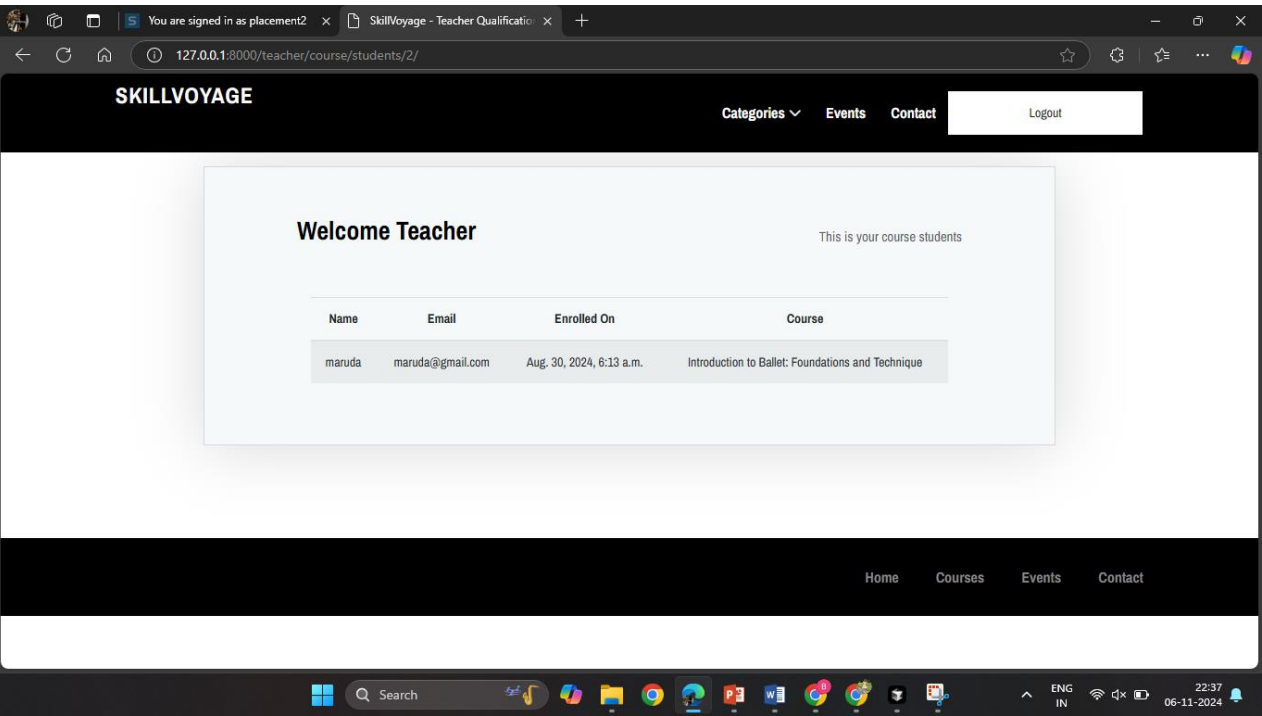 You are signed in as placement2
SkillVoyage - Teacher Qualification
127.0.0.1:8000/teacher/course/students/2/
SKILLVOYAGE
Categories Events Contact Logout
Welcome Teacher
This is your course students
Name Email Enrolled On Course
maruda maruda@gmail.com Aug. 30, 2024, 6:13 a.m. Introduction to Ballet: Foundations and Technique
Home Courses Events Contact
Search
ENG
IN
22:37
06-11-2024